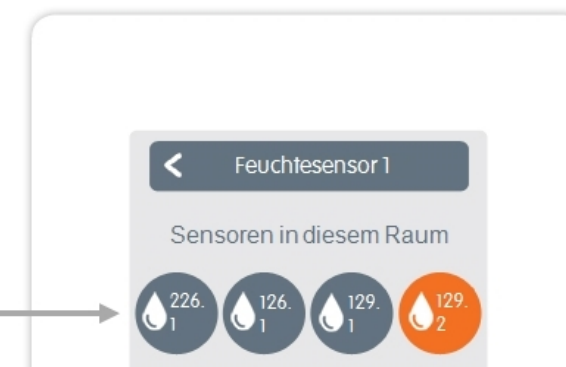 Feuchtesensor 1
Sensoren in diesem Raum
226. 126. 129. 129.
1 1 1 2